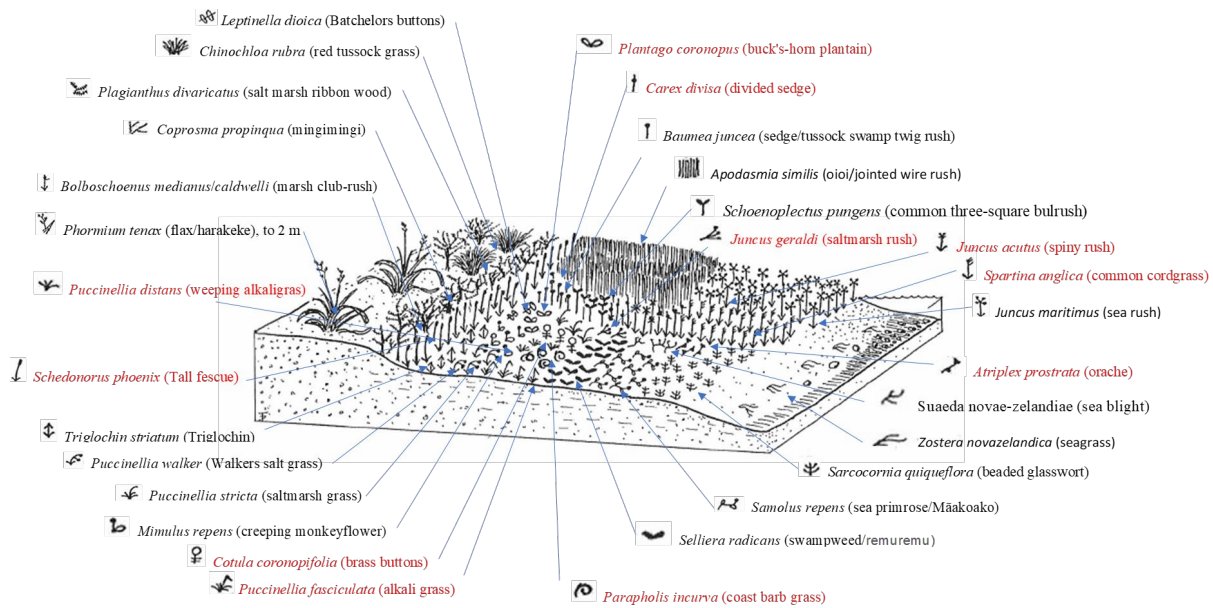 Leptinella dioica (Batchelors buttons)
Chinochloa rubra (red tussock grass)
Plagianthus divaricatus (salt marsh ribbon wood)
Coprosma propinqua (mingimingi)
Bolboschoenus medianus/caldwelli (marsh club-rush)
Phormium tenax (flax/harakeke), to 2 m
Puccinellia distans (weeping alkaligras)
Schedonorus phoenix (Tall fescue)
Triglochin striatum (Triglochin)
Puccinellia walker (Walkers salt grass)
Puccinellia stricta (saltmarsh grass)
Mimulus repens (creeping monkeyflower)
Cotula coronopifolia (brass buttons)
Puccinellia fasciculata (alkali grass)
Plantago coronopus (buck's-horn plantain)
Carex divisa (divided sedge)
Baumea juncea (sedge/tussock swamp twig rush)
Apodasmia similis (oioi/jointed wire rush)
Schoenoplectus pungens (common three-square bulrush)
Juncus geraldi (saltmarsh rush)
Juncus acutus (spiny rush)
Spartina anglica (common cordgrass)
Juncus maritimus (sea rush)
Atriplex prostrata (orache)
Suaeda novae-zelandiae (sea blight)
Zostera novazelandica (seagrass)
Sarcocornia quiqueflora (beaded glasswort)
Samolus repens (sea primrose/Māakoako)
Selliera radicans (swampweed/remuremu)
Parapholis incurva (coast barb grass)